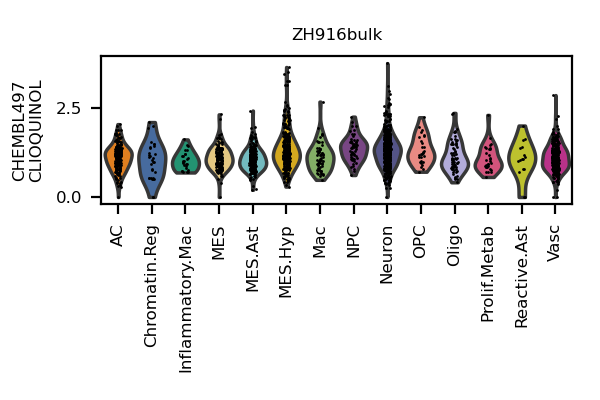 ZH916bulk
CHEMBL497
CLIOQUINOL
2.5
0.0
AC
Chromatin.Reg
Inflammatory.Mac
MES
MES.Ast
MES.Hyp
Mac
NPC
Neuron
OPC
Oligo
Prolif.Metab
Reactive.Ast
Vasc